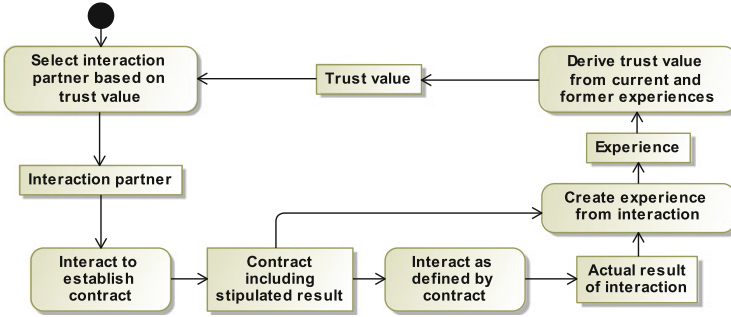 Select interaction
partner based on
trust value
Trust value
Derive trust value
from current and
former experiences
Experience
Interaction partner
Create experience
from interaction
Interact to
establish
contract
Contract
including
stipulated result
Interact as
defined by
contract
Actual result
of interaction